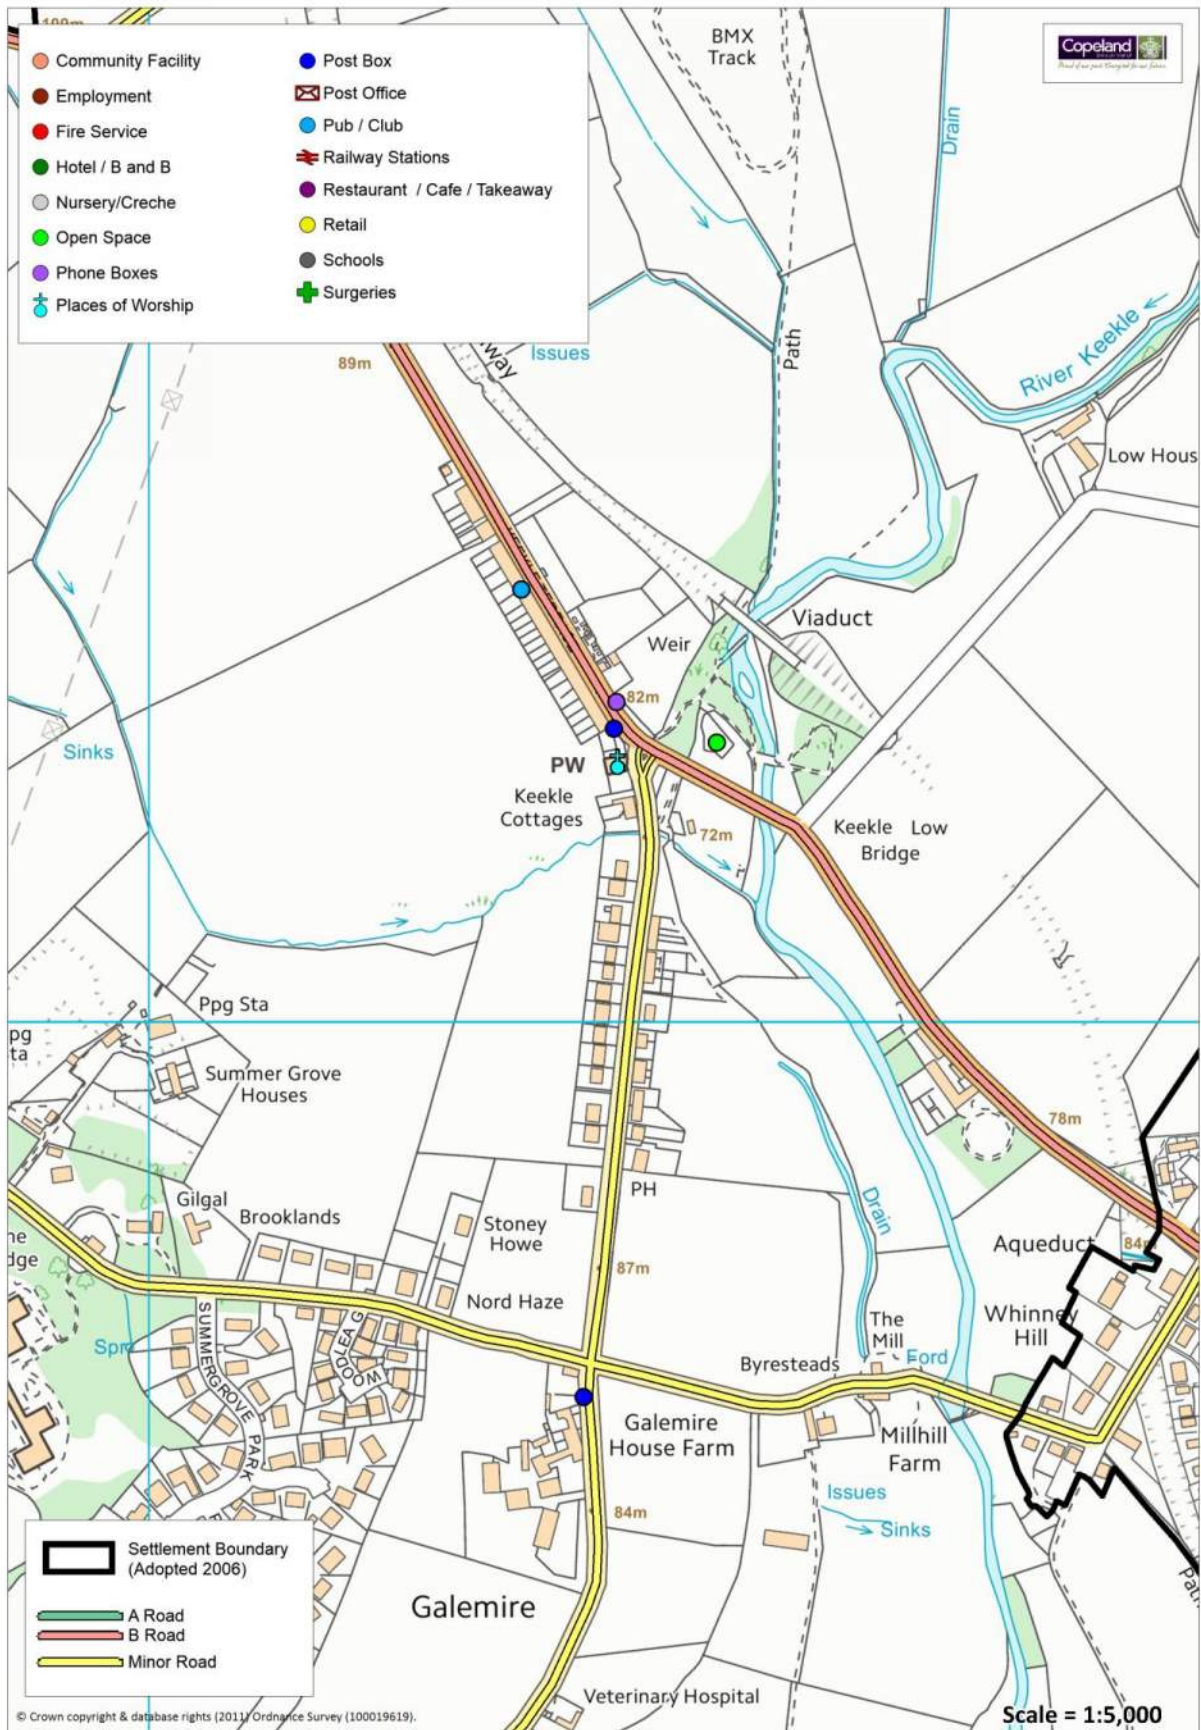 Community Facility
Employment
Fire Service
Hotel / B and B
Nursery/Creche
Open Space
Phone Boxes
Places of Worship
Post Box
Post Office
Pub / Club
Railway Stations
Restaurant / Cafe / Takeaway
Retail
Schools
Surgeries
BMX
Track
Copeland
Drain
Path
River Keekle
Issues
89m
Low Hous
Viaduct
Weir
82m
Sinks
PW
Keekle
Cottages
72m
Keekle Low
Bridge
Ppg Sta
ppg
ta
Summer Grove
Houses
78m
PH
Drain
Gilgal
Brooklands
Stoney
Howe
Aqueduct
84m
87m
Nord Haze
The
Mill
Whinney
Hill
Ford
Byresteads
SUMMERGROVE PARK
Galemire
House Farm
Millhill
Farm
Issues
Sinks
84m
Settlement Boundary
(Adopted 2006)
A Road
B Road
Minor Road
Galemire
Path
Veterinary Hospital
© Crown copyright & database rights (2011) Ordnance Survey (100019619).
Scale = 1:5,000